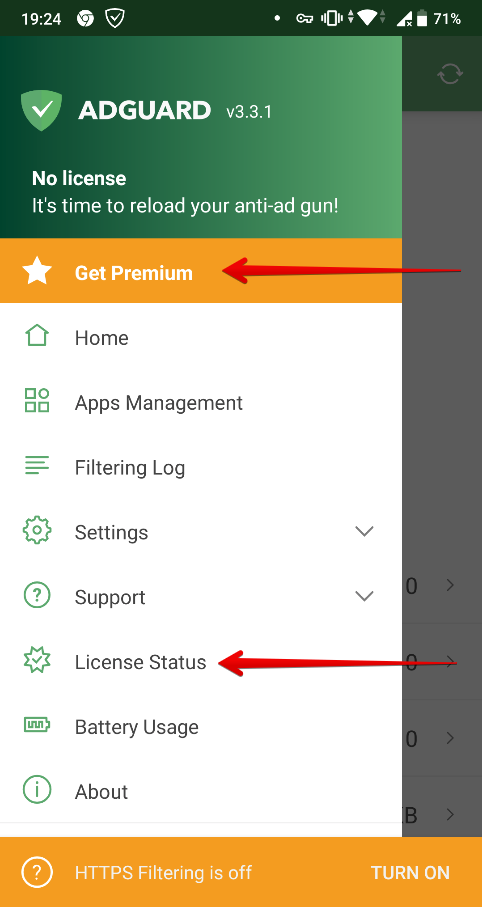 19:24
71%
ADGUARD v3.3.1
No license
It's time to reload your anti-ad gun!
Get Premium
Home
Apps Management
Filtering Log
Settings
0
Support
License Status
0
Battery Usage
0
About
KB
HTTPS Filtering is off
TURN ON